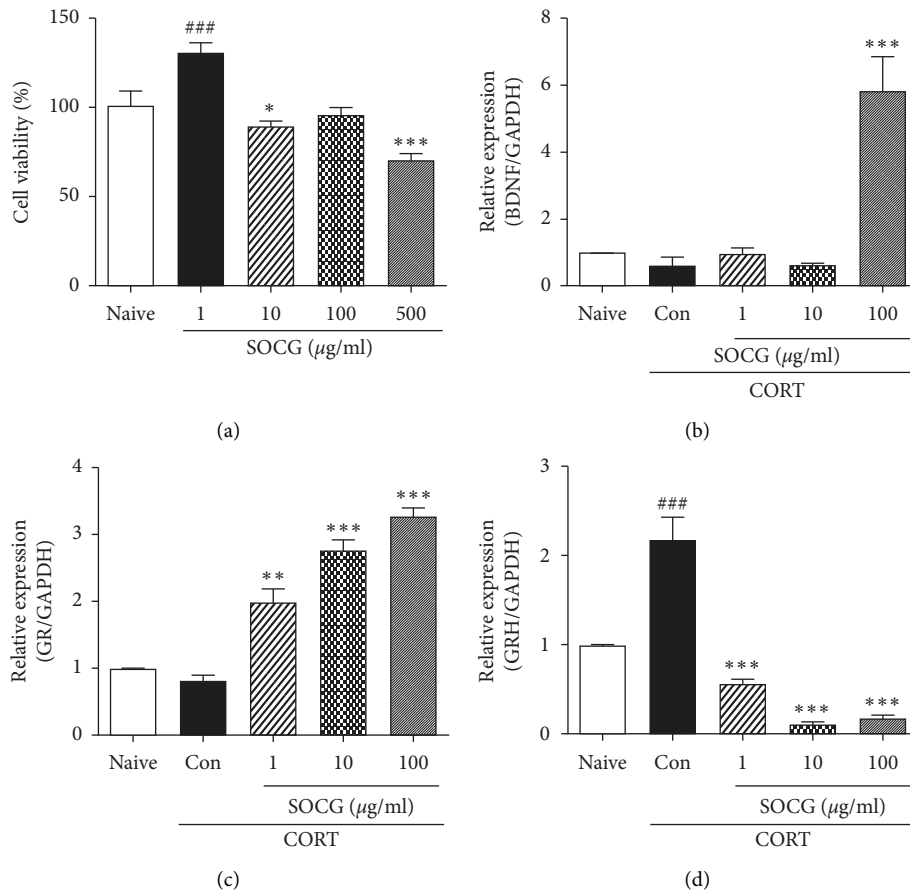 150
100
50
0
Cell viability (%)
###
*
***
Naive 1 10 100 500
SOCG (μg/ml)
(a)
8
6
4
2
0
Relative expression
(BDNF/GAPDH)
***
Naive Con 1 10 100
SOCG (μg/ml)
CORT
(b)
4
3
2
1
0
Relative expression
(GR/GAPDH)
**
***
***
Naive Con 1 10 100
SOCG (μg/ml)
CORT
(c)
3
2
1
0
Relative expression
(GRH/GAPDH)
###
***
***
***
Naive Con 1 10 100
SOCG (μg/ml)
CORT
(d)